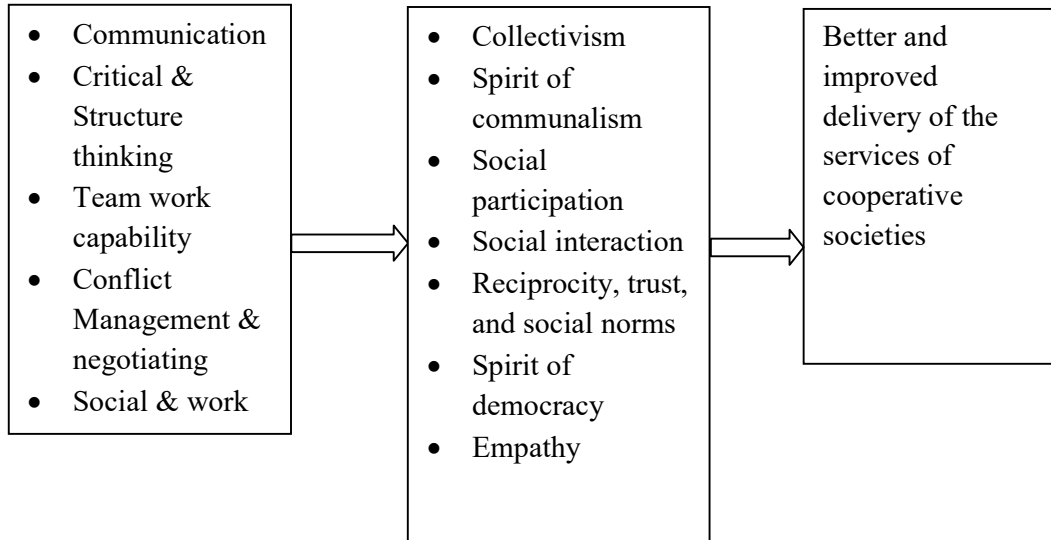 • Communication
• Critical &
Structure
thinking
• Team work
capability
• Conflict
Management &
negotiating
• Social & work
• Collectivism
• Spirit of
communalism
• Social
participation
• Social interaction
• Reciprocity, trust,
and social norms
• Spirit of
democracy
• Empathy
Better and
improved
delivery of the
services of
cooperative
societies